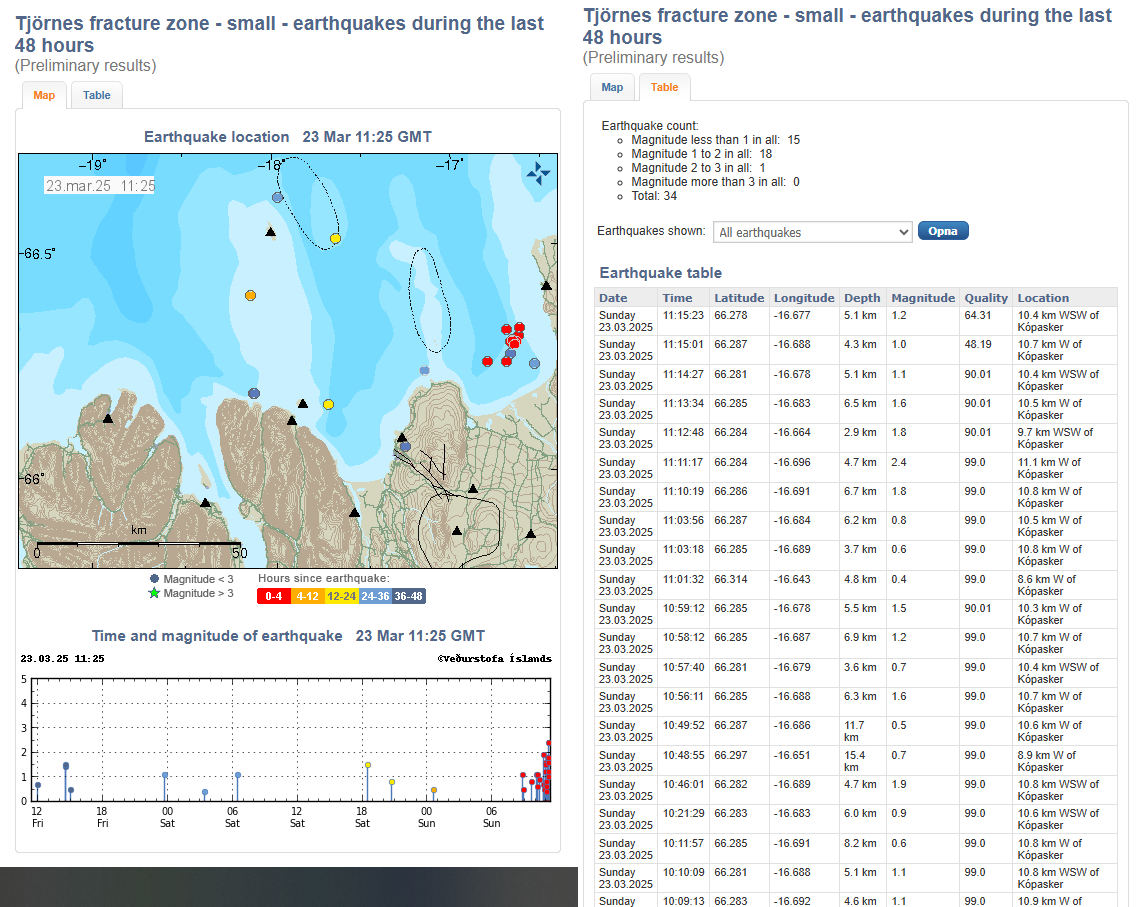 Tjörnes fracture zone - small - earthquakes during the last
48 hours
(Preliminary results)
Map
Table
Earthquake location 23 Mar 11:25 GMT
-19°
-18°
-17°
23.mar.25 11:25
66.5°
66°
km
0
50
Magnitude < 3
Magnitude > 3
Hours since earthquake:
0-4 4-12 12-24 24-36 36-48
Time and magnitude of earthquake 23 Mar 11:25 GMT
23.03.25 11:25
©Veðurstofa Íslands
5
4
3
2
1
0
12 18 00 06 12 18 00 06
Fri Fri Sat Sat Sat Sat Sun Sun
Tjörnes fracture zone - small - earthquakes during the last
48 hours
(Preliminary results)
Map
Table
Earthquake count:
Magnitude less than 1 in all: 15
Magnitude 1 to 2 in all: 18
Magnitude 2 to 3 in all: 1
Magnitude more than 3 in all: 0
Total: 34
Earthquakes shown: All earthquakes Opna
Earthquake table
Date Time Latitude Longitude Depth Magnitude Quality Location
Sunday 11:15:23 66.278 -16.677 5.1 km 1.2 64.31 10.4 km WSW of
23.03.2025 Kópasker
Sunday 11:15:01 66.287 -16.688 4.3 km 1.0 48.19 10.7 km W of
23.03.2025 Kópasker
Sunday 11:14:27 66.281 -16.678 5.1 km 1.1 90.01 10.4 km WSW of
23.03.2025 Kópasker
Sunday 11:13:34 66.285 -16.683 6.5 km 1.6 90.01 10.5 km W of
23.03.2025 Kópasker
Sunday 11:12:48 66.284 -16.664 2.9 km 1.8 90.01 9.7 km WSW of
23.03.2025 Kópasker
Sunday 11:11:17 66.284 -16.696 4.7 km 2.4 99.0 11.1 km W of
23.03.2025 Kópasker
Sunday 11:10:19 66.286 -16.691 6.7 km 1.8 99.0 10.8 km W of
23.03.2025 Kópasker
Sunday 11:03:56 66.287 -16.684 6.2 km 0.8 99.0 10.5 km W of
23.03.2025 Kópasker
Sunday 11:03:18 66.285 -16.689 3.7 km 0.6 99.0 10.8 km W of
23.03.2025 Kópasker
Sunday 11:01:32 66.314 -16.643 4.8 km 0.4 99.0 8.6 km W of
23.03.2025 Kópasker
Sunday 10:59:12 66.285 -16.678 5.5 km 1.5 90.01 10.3 km W of
23.03.2025 Kópasker
Sunday 10:58:12 66.285 -16.687 6.9 km 1.2 99.0 10.7 km W of
23.03.2025 Kópasker
Sunday 10:57:40 66.281 -16.679 3.6 km 0.7 99.0 10.4 km WSW of
23.03.2025 Kópasker
Sunday 10:56:11 66.285 -16.688 6.3 km 1.6 99.0 10.7 km W of
23.03.2025 Kópasker
Sunday 10:49:52 66.287 -16.686 11.7 0.5 99.0 10.6 km W of
23.03.2025 km Kópasker
Sunday 10:48:55 66.297 -16.651 15.4 0.7 99.0 8.9 km W of
23.03.2025 km Kópasker
Sunday 10:46:01 66.282 -16.689 4.7 km 1.9 99.0 10.8 km WSW of
23.03.2025 Kópasker
Sunday 10:21:29 66.283 -16.683 6.0 km 0.9 99.0 10.6 km WSW of
23.03.2025 Kópasker
Sunday 10:11:57 66.285 -16.691 8.2 km 0.6 99.0 10.8 km W of
23.03.2025 Kópasker
Sunday 10:10:09 66.281 -16.688 5.1 km 1.1 99.0 10.8 km WSW of
23.03.2025 Kópasker
Sunday 10:09:13 66.283 -16.692 4.6 km 1.1 99.0 10.9 km W of